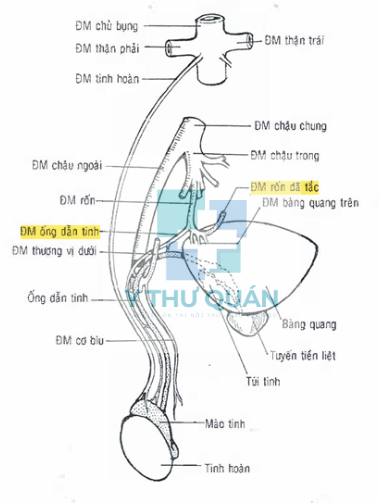 ĐM chủ bụng
ĐM thận phải
ĐM thận trái
ĐM tinh hoàn
ĐM chậu chung
ĐM chậu trong
ĐM chậu ngoài
ĐM rốn đã tắc
ĐM rốn
ĐM bàng quang trên
ĐM ống dẫn tinh
ĐM thượng vị dưới
Ống dẫn tinh
Y THƯ QUÁN
Bàng quang
ĐM cơ bìu
Tuyến tiền liệt
Túi tinh
Mào tinh
Tinh hoàn